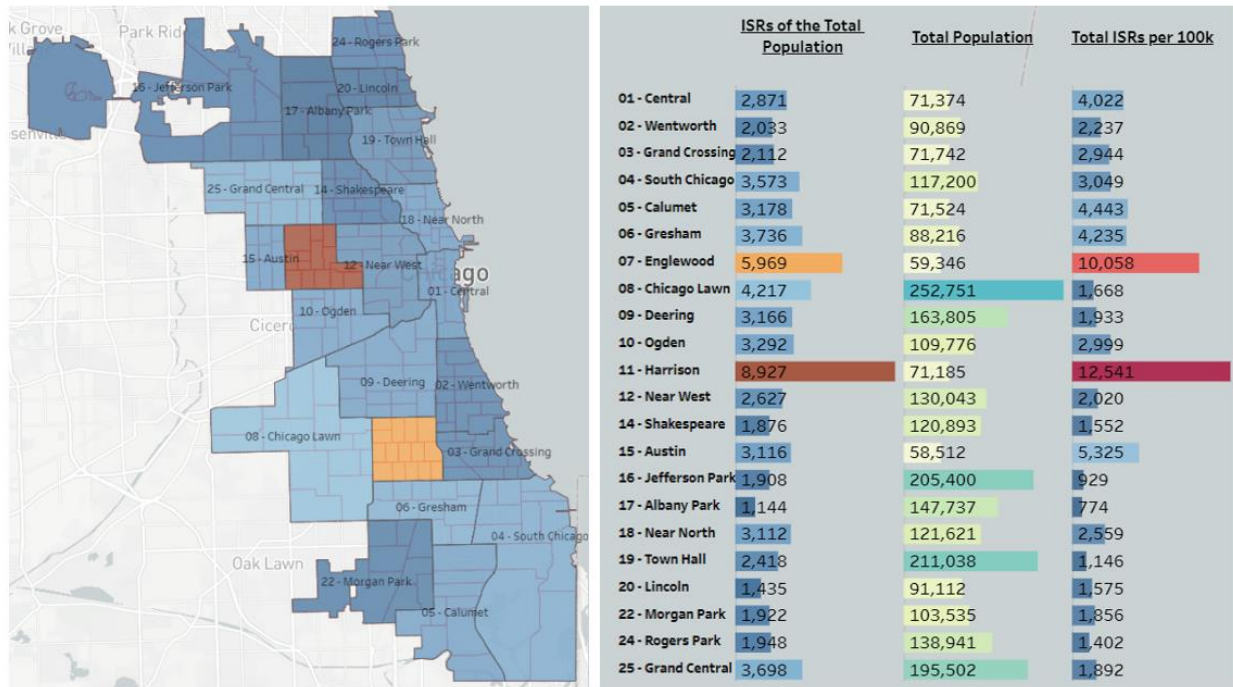 k Grove
Villa
Park Rid
24 - Rogers Park
16 - Jefferson Park
20 - Lincoln
17 - Albany Park
senville
19 - Town Hall
25 - Grand Central
14 - Shakespeare
18 - Near North
15 - Austin
12 - Near West
Chicago
01 - Central
10 - Ogden
Cicero
09 - Deering
02 - Wentworth
08 - Chicago Lawn
03 - Grand Crossing
06 - Gresham
04 - South Chicago
Oak Lawn
22 - Morgan Park
05 - Calumet
ISRs of the Total Population Total Population Total ISRs per 100k
01 - Central 2,871 71,374 4,022
02 - Wentworth 2,033 90,869 2,237
03 - Grand Crossing 2,112 71,742 2,944
04 - South Chicago 3,573 117,200 3,049
05 - Calumet 3,178 71,524 4,443
06 - Gresham 3,736 88,216 4,235
07 - Englewood 5,969 59,346 10,058
08 - Chicago Lawn 4,217 252,751 1,668
09 - Deering 3,166 163,805 1,933
10 - Ogden 3,292 109,776 2,999
11 - Harrison 8,927 71,185 12,541
12 - Near West 2,627 130,043 2,020
14 - Shakespeare 1,876 120,893 1,552
15 - Austin 3,116 58,512 5,325
16 - Jefferson Park 1,908 205,400 929
17 - Albany Park 1,144 147,737 774
18 - Near North 3,112 121,621 2,559
19 - Town Hall 2,418 211,038 1,146
20 - Lincoln 1,435 91,112 1,575
22 - Morgan Park 1,922 103,535 1,856
24 - Rogers Park 1,948 138,941 1,402
25 - Grand Central 3,698 195,502 1,892